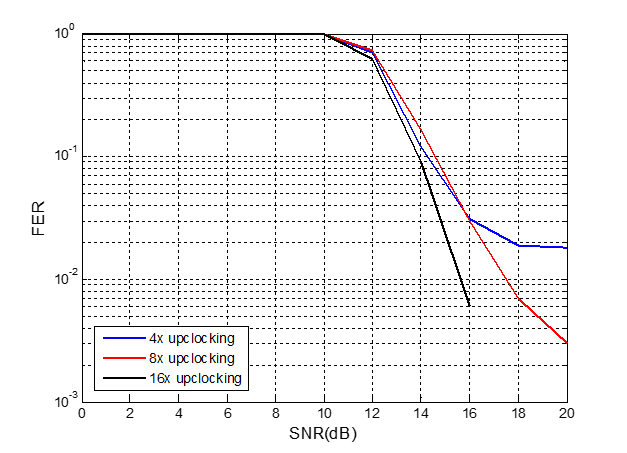 10^0
10^-1
10^-2
10^-3
FER
4x upclocking
8x upclocking
16x upclocking
0 2 4 6 8 10 12 14 16 18 20
SNR(dB)